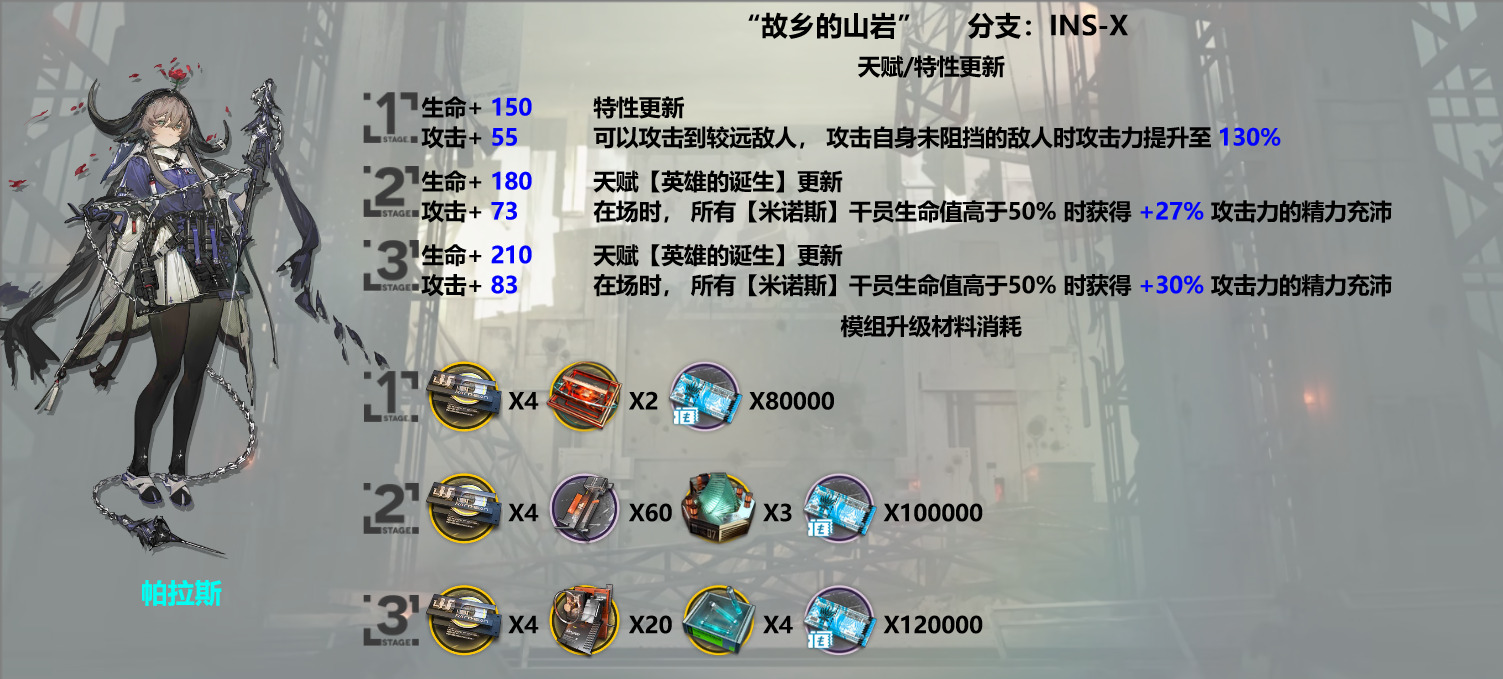 “故乡的山岩” 分支：INS-X
天赋/特性更新
1 STAGE.
生命+ 150 特性更新
攻击+ 55 可以攻击到较远敌人， 攻击自身未阻挡的敌人时攻击力提升至 130%
2 STAGE.
生命+ 180 天赋【英雄的诞生】更新
攻击+ 73 在场时， 所有【米诺斯】干员生命值高于50% 时获得 +27% 攻击力的精力充沛
3 STAGE.
生命+ 210 天赋【英雄的诞生】更新
攻击+ 83 在场时， 所有【米诺斯】干员生命值高于50% 时获得 +30% 攻击力的精力充沛
模组升级材料消耗
1 STAGE. X4 X2 X80000
2 STAGE. X4 X60 X3 X100000
帕拉斯
3 STAGE. X4 X20 X4 X120000